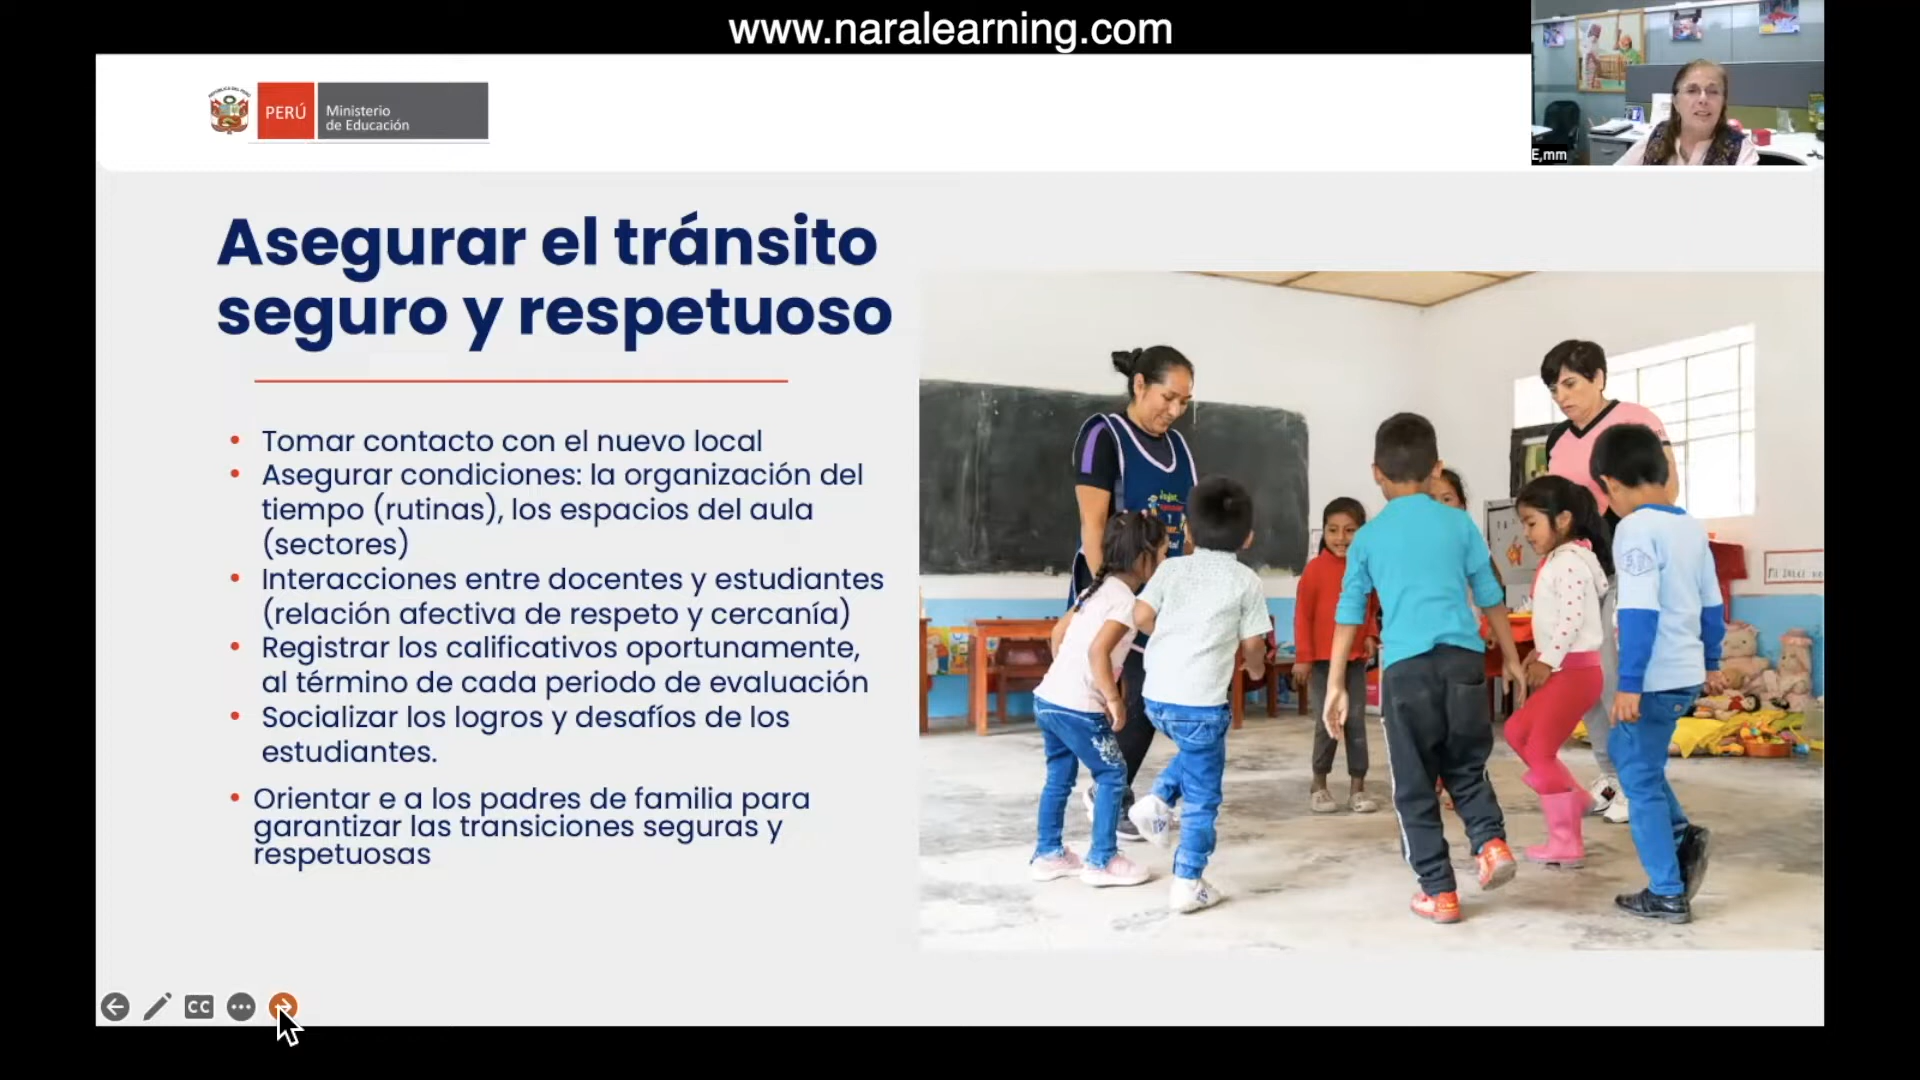 www.naralearning.com
PERÚ
Ministerio
de Educación
E,mm
Asegurar el tránsito
seguro y respetuoso
• Tomar contacto con el nuevo local
• Asegurar condiciones: la organización del
tiempo (rutinas), los espacios del aula
(sectores)
• Interacciones entre docentes y estudiantes
(relación afectiva de respeto y cercanía)
• Registrar los calificativos oportunamente,
al término de cada periodo de evaluación
• Socializar los logros y desafíos de los
estudiantes.
• Orientar e a los padres de familia para
garantizar las transiciones seguras y
respetuosas
CC